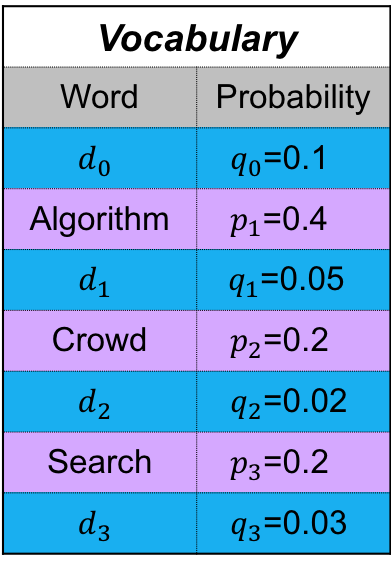 Vocabulary
Word Probability
d₀ q₀=0.1
Algorithm p₁=0.4
d₁ q₁=0.05
Crowd p₂=0.2
d₂ q₂=0.02
Search p₃=0.2
d₃ q₃=0.03